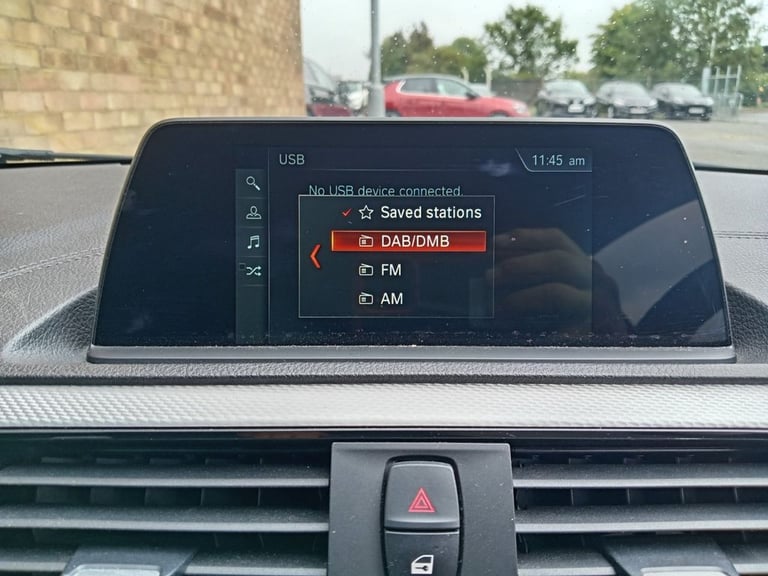 USB
11:45 am
No USB device connected.
Saved stations
DAB/DMB
FM
AM